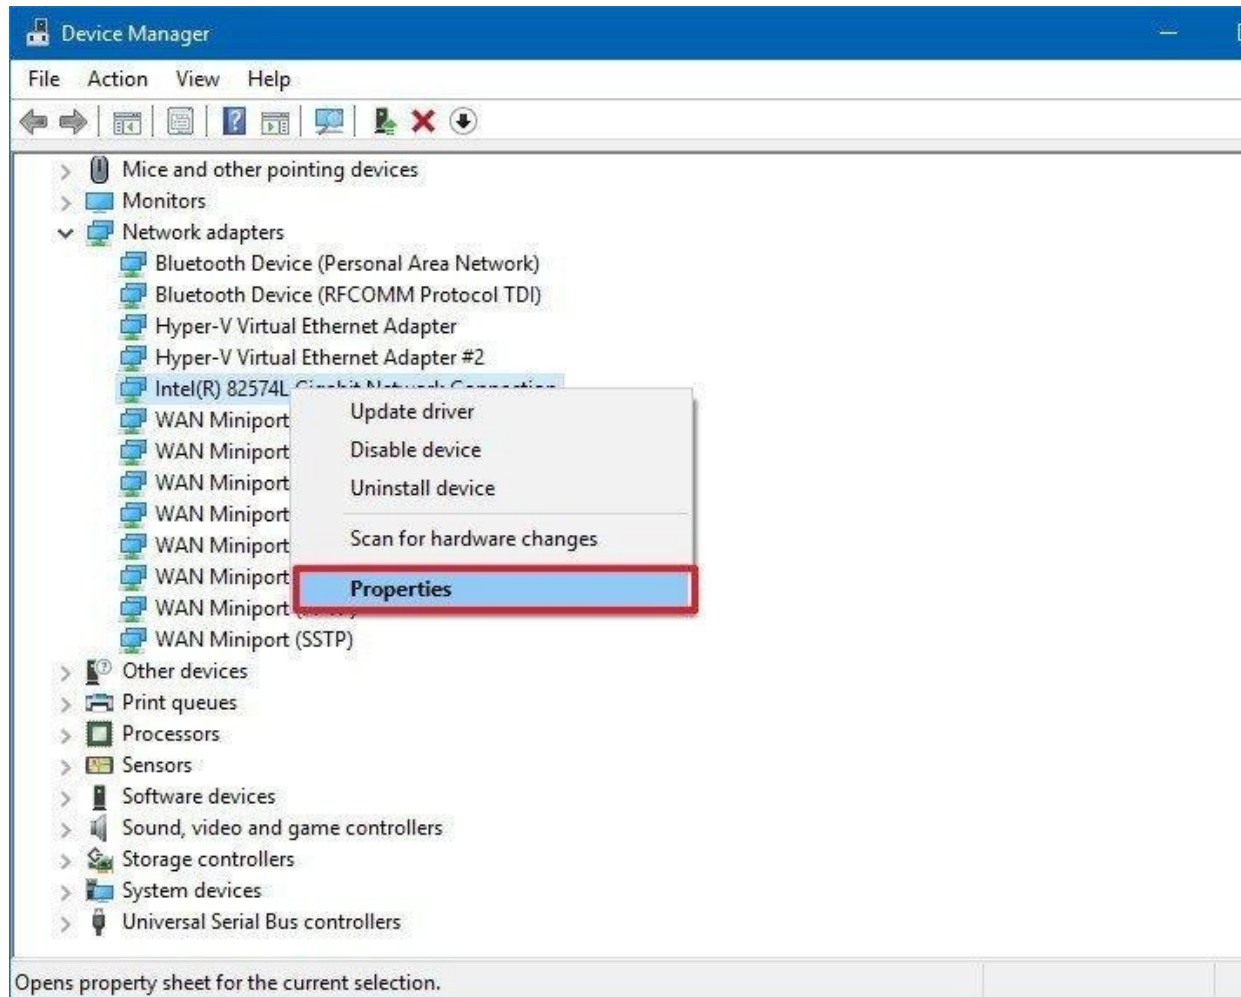 Device Manager
File Action View Help
Mice and other pointing devices
Monitors
Network adapters
Bluetooth Device (Personal Area Network)
Bluetooth Device (RFCOMM Protocol TDI)
Hyper-V Virtual Ethernet Adapter
Hyper-V Virtual Ethernet Adapter #2
Intel(R) 82574L Gigabit Network Connection
Update driver
WAN Miniport
Disable device
WAN Miniport
Uninstall device
WAN Miniport
WAN Miniport
Scan for hardware changes
WAN Miniport
WAN Miniport
Properties
WAN Miniport
WAN Miniport (SSTP)
Other devices
Print queues
Processors
Sensors
Software devices
Sound, video and game controllers
Storage controllers
System devices
Universal Serial Bus controllers
Opens property sheet for the current selection.